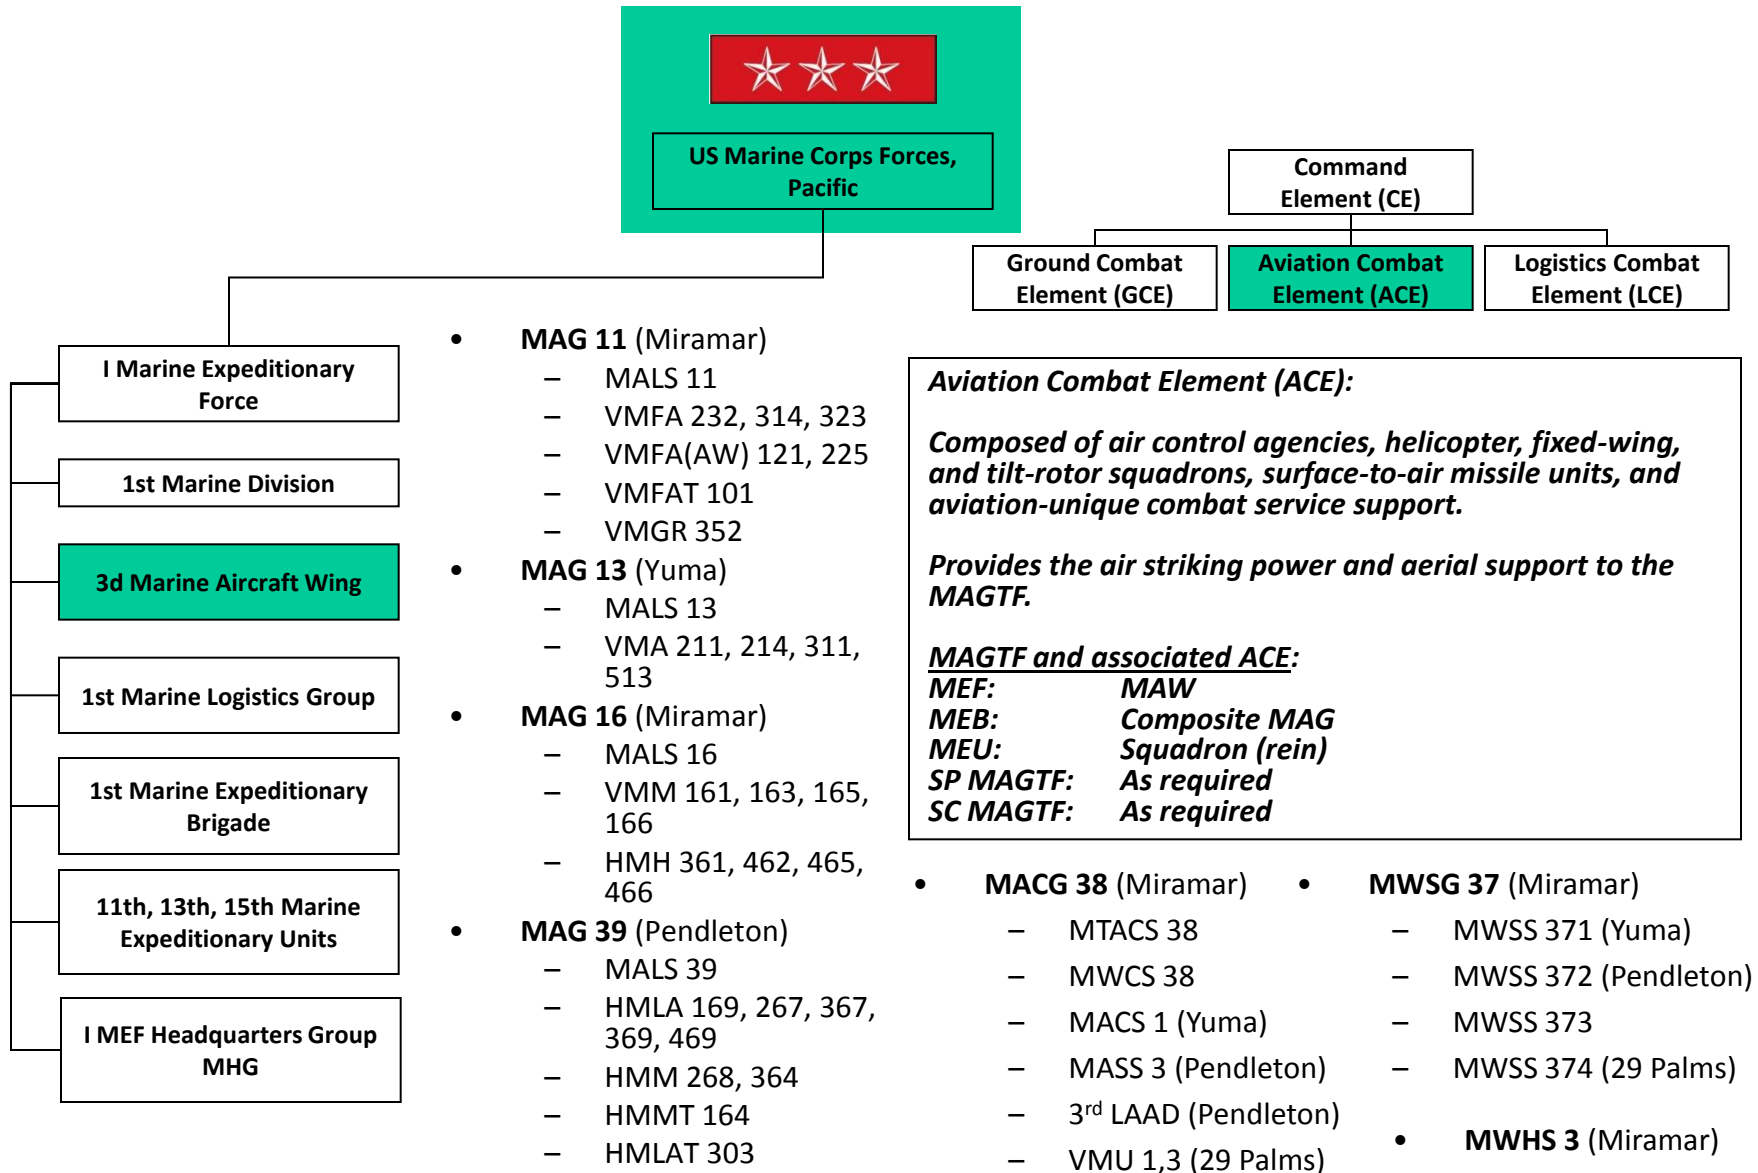 US Marine Corps Forces,
Pacific
Command
Element (CE)
Ground Combat
Element (GCE)
Aviation Combat
Element (ACE)
Logistics Combat
Element (LCE)
I Marine Expeditionary
Force
1st Marine Division
3d Marine Aircraft Wing
1st Marine Logistics Group
1st Marine Expeditionary
Brigade
11th, 13th, 15th Marine
Expeditionary Units
I MEF Headquarters Group
MHG
• MAG 11 (Miramar)
– MALS 11
– VMFA 232, 314, 323
– VMFA(AW) 121, 225
– VMFAT 101
– VMGR 352
• MAG 13 (Yuma)
– MALS 13
– VMA 211, 214, 311,
513
• MAG 16 (Miramar)
– MALS 16
– VMM 161, 163, 165,
166
– HMH 361, 462, 465,
466
• MAG 39 (Pendleton)
– MALS 39
– HMLA 169, 267, 367,
369, 469
– HMM 268, 364
– HMMT 164
– HMLAT 303
Aviation Combat Element (ACE):
Composed of air control agencies, helicopter, fixed-wing,
and tilt-rotor squadrons, surface-to-air missile units, and
aviation-unique combat service support.
Provides the air striking power and aerial support to the
MAGTF.
MAGTF and associated ACE:
MEF: MAW
MEB: Composite MAG
MEU: Squadron (rein)
SP MAGTF: As required
SC MAGTF: As required
• MACG 38 (Miramar)
– MTACS 38
– MWCS 38
– MACS 1 (Yuma)
– MASS 3 (Pendleton)
– 3rd LAAD (Pendleton)
– VMU 1,3 (29 Palms)
• MWSG 37 (Miramar)
– MWSS 371 (Yuma)
– MWSS 372 (Pendleton)
– MWSS 373
– MWSS 374 (29 Palms)
• MWHS 3 (Miramar)